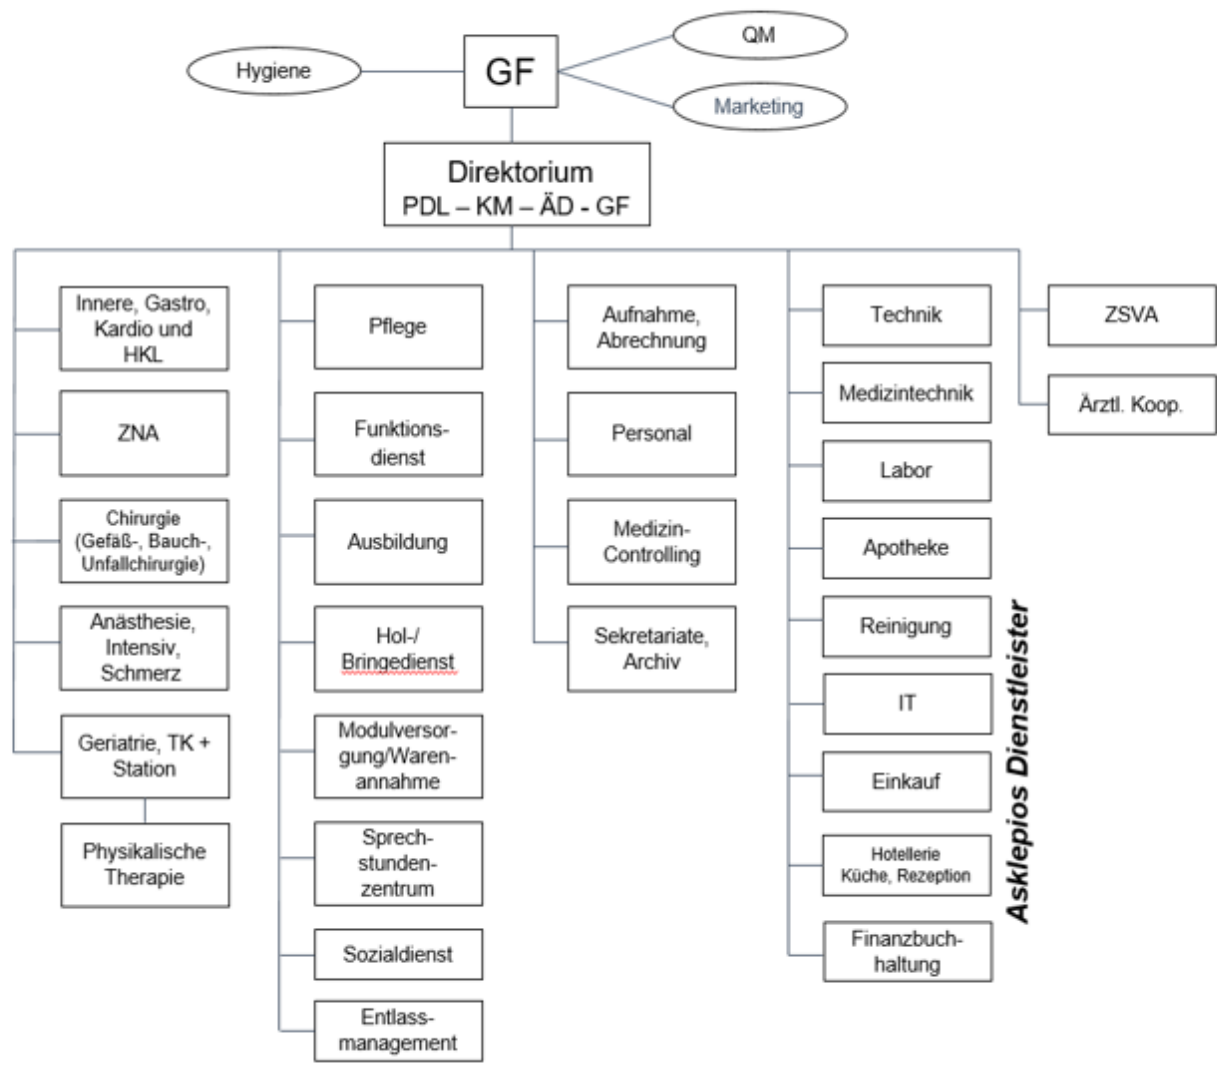 Hygiene
GF
QM
Marketing
Direktorium
PDL – KM – ÄD - GF
Innere, Gastro,
Kardio und
HKL
ZNA
Chirurgie
(Gefäß-, Bauch-,
Unfallchirurgie)
Anästhesie,
Intensiv,
Schmerz
Geriatrie, TK +
Station
Physikalische
Therapie
Pflege
Funktions-
dienst
Ausbildung
Hol-/
Bringedienst
Modulversor-
gung/Waren-
annahme
Sprech-
stunden-
zentrum
Sozialdienst
Entlass-
management
Aufnahme,
Abrechnung
Personal
Medizin-
Controlling
Sekretariate,
Archiv
Technik
Medizintechnik
Labor
Apotheke
Reinigung
IT
Einkauf
Hotellerie
Küche, Rezeption
Finanzbuch-
haltung
Asklepios Dienstleister
ZSVA
Ärztl. Koop.